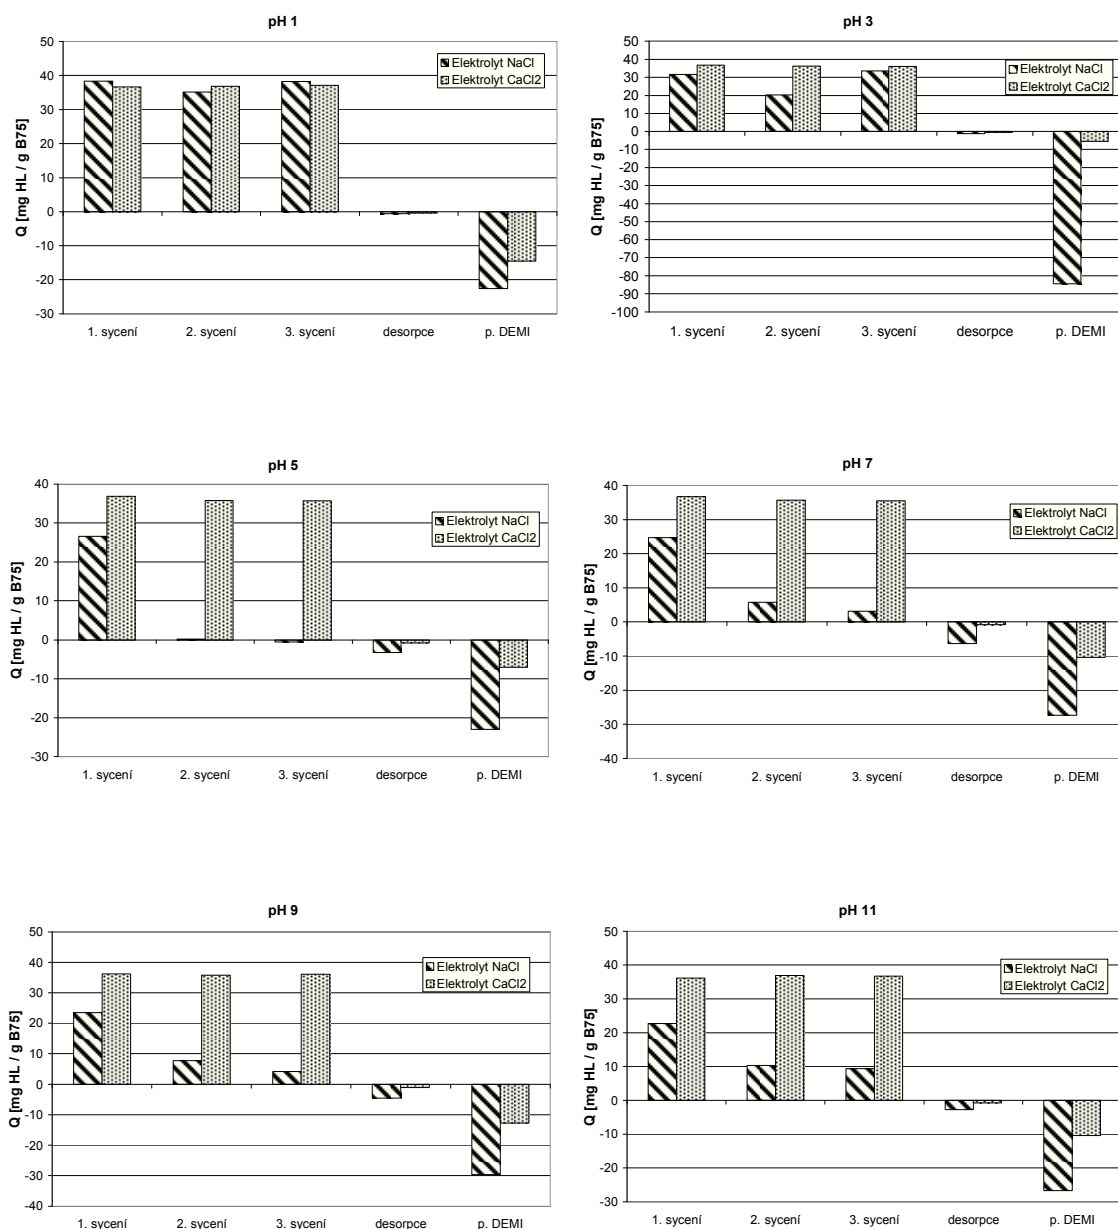 pH 1
50
40
30
20
10
0
-10
-20
-30
Q [mg HL / g B75]
Elektrolyt NaCl
Elektrolyt CaCl2
1. sycení 2. sycení 3. sycení desorpce p. DEMI
pH 3
50
40
30
20
10
0
-10
-20
-30
-40
-50
-60
-70
-80
-90
-100
Q [mg HL / g B75]
Elektrolyt NaCl
Elektrolyt CaCl2
1. sycení 2. sycení 3. sycení desorpce p. DEMI
pH 5
40
30
20
10
0
-10
-20
-30
Q [mg HL / g B75]
Elektrolyt NaCl
Elektrolyt CaCl2
1. sycení 2. sycení 3. sycení desorpce p. DEMI
pH 7
40
30
20
10
0
-10
-20
-30
-40
Q [mg HL / g B75]
Elektrolyt NaCl
Elektrolyt CaCl2
1. sycení 2. sycení 3. sycení desorpce p. DEMI
pH 9
50
40
30
20
10
0
-10
-20
-30
-40
Q [mg HL / g B75]
Elektrolyt NaCl
Elektrolyt CaCl2
1. sycení 2. sycení 3. sycení desorpce p. DEMI
pH 11
50
40
30
20
10
0
-10
-20
-30
Q [mg HL / g B75]
Elektrolyt NaCl
Elektrolyt CaCl2
1. sycení 2. sycení 3. sycení desorpce p. DEMI